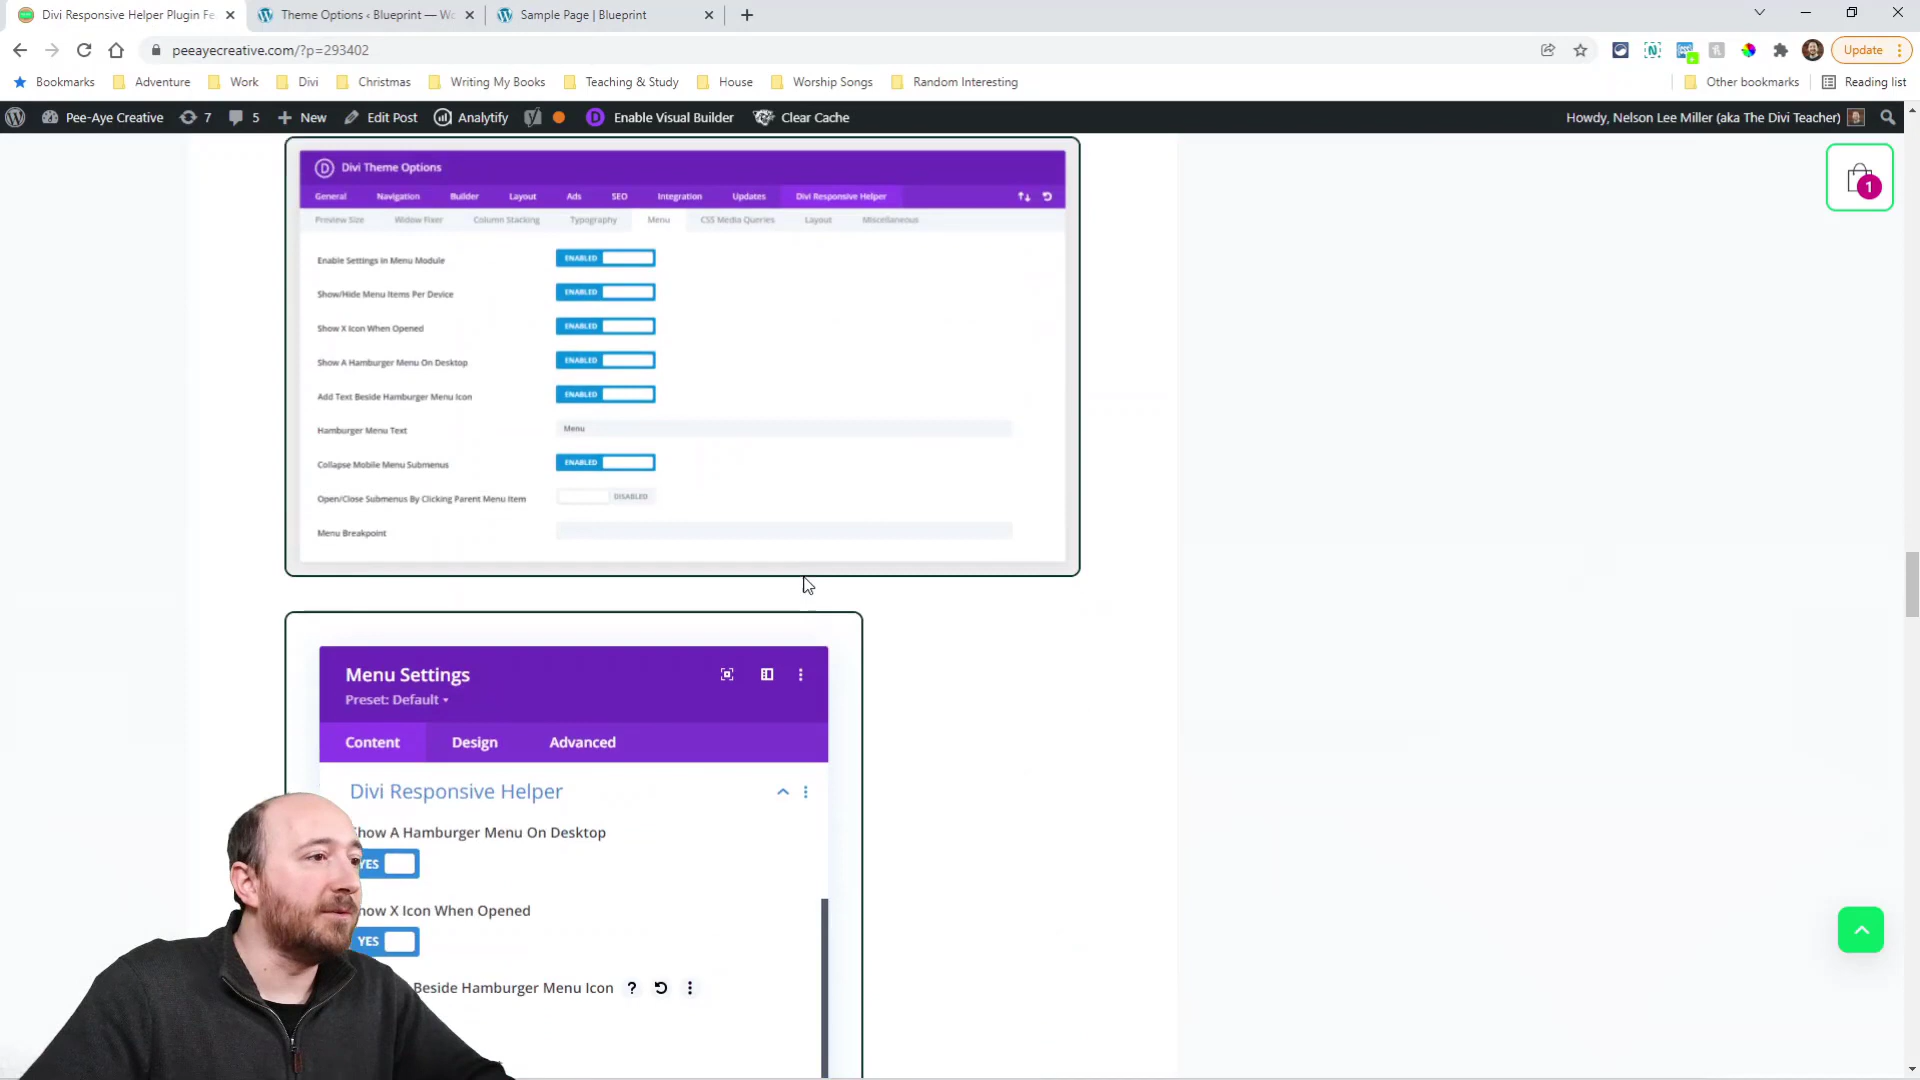 Divi Responsive Helper Plugin Fe
Theme Options ‹ Blueprint — Wo
Sample Page | Blueprint
peeayecreative.com/?p=293402
Update
Bookmarks
Adventure
Work
Divi
Christmas
Writing My Books
Teaching & Study
House
Worship Songs
Random Interesting
Other bookmarks
Reading list
Pee-Aye Creative
7
5
New
Edit Post
Analytify
Enable Visual Builder
Clear Cache
Howdy, Nelson Lee Miller (aka The Divi Teacher)
1
Divi Theme Options
General Navigation Builder Layout Ads SEO Integration Updates Divi Responsive Helper
Preview Size Widow Fixer Column Stacking Typography Menu CSS Media Queries Layout Miscellaneous
Enable Settings in Menu Module ENABLED
Show/Hide Menu Items Per Device ENABLED
Show X Icon When Opened ENABLED
Show A Hamburger Menu On Desktop ENABLED
Add Text Beside Hamburger Menu Icon ENABLED
Hamburger Menu Text Menu
Collapse Mobile Menu Submenus ENABLED
Open/Close Submenus By Clicking Parent Menu Item DISABLED
Menu Breakpoint
Menu Settings
Preset: Default
Content Design Advanced
Divi Responsive Helper
Show A Hamburger Menu On Desktop
YES
how X Icon When Opened
YES
Beside Hamburger Menu Icon ?